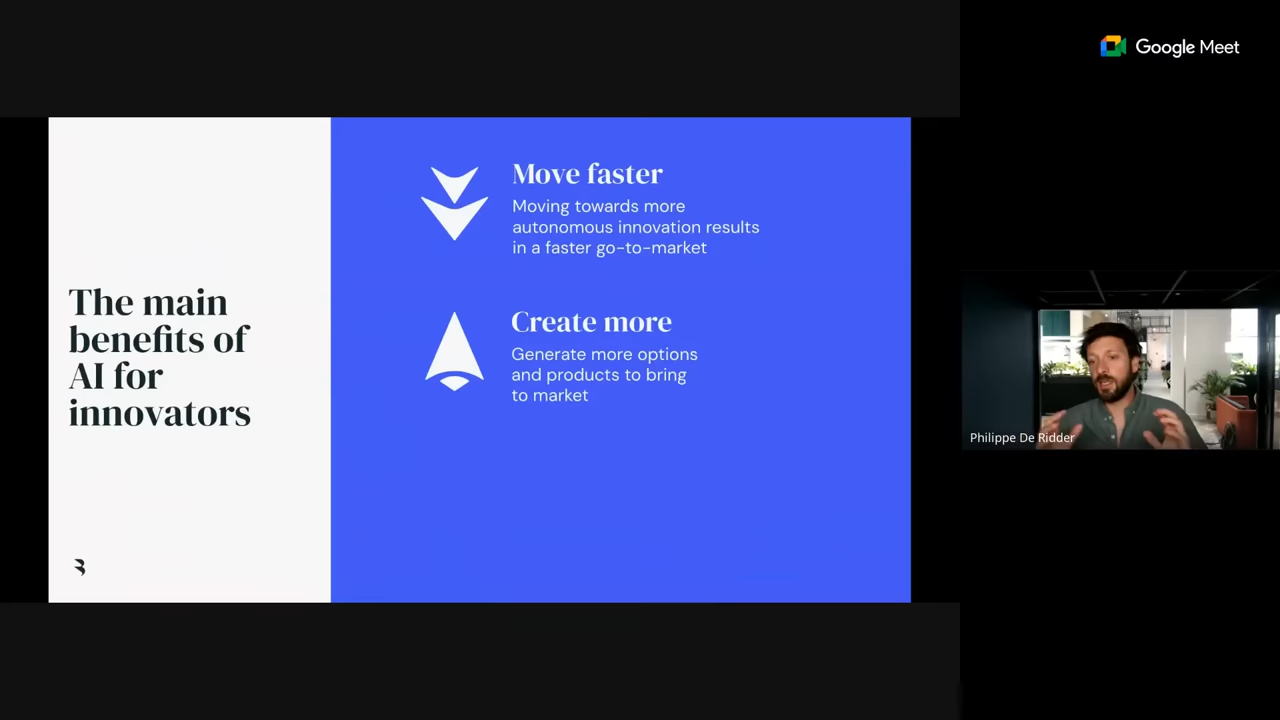 Google Meet
The main
benefits of
AI for
innovators
Move faster
Moving towards more
autonomous innovation results
in a faster go-to-market
Create more
Generate more options
and products to bring
to market
Philippe De Ridder